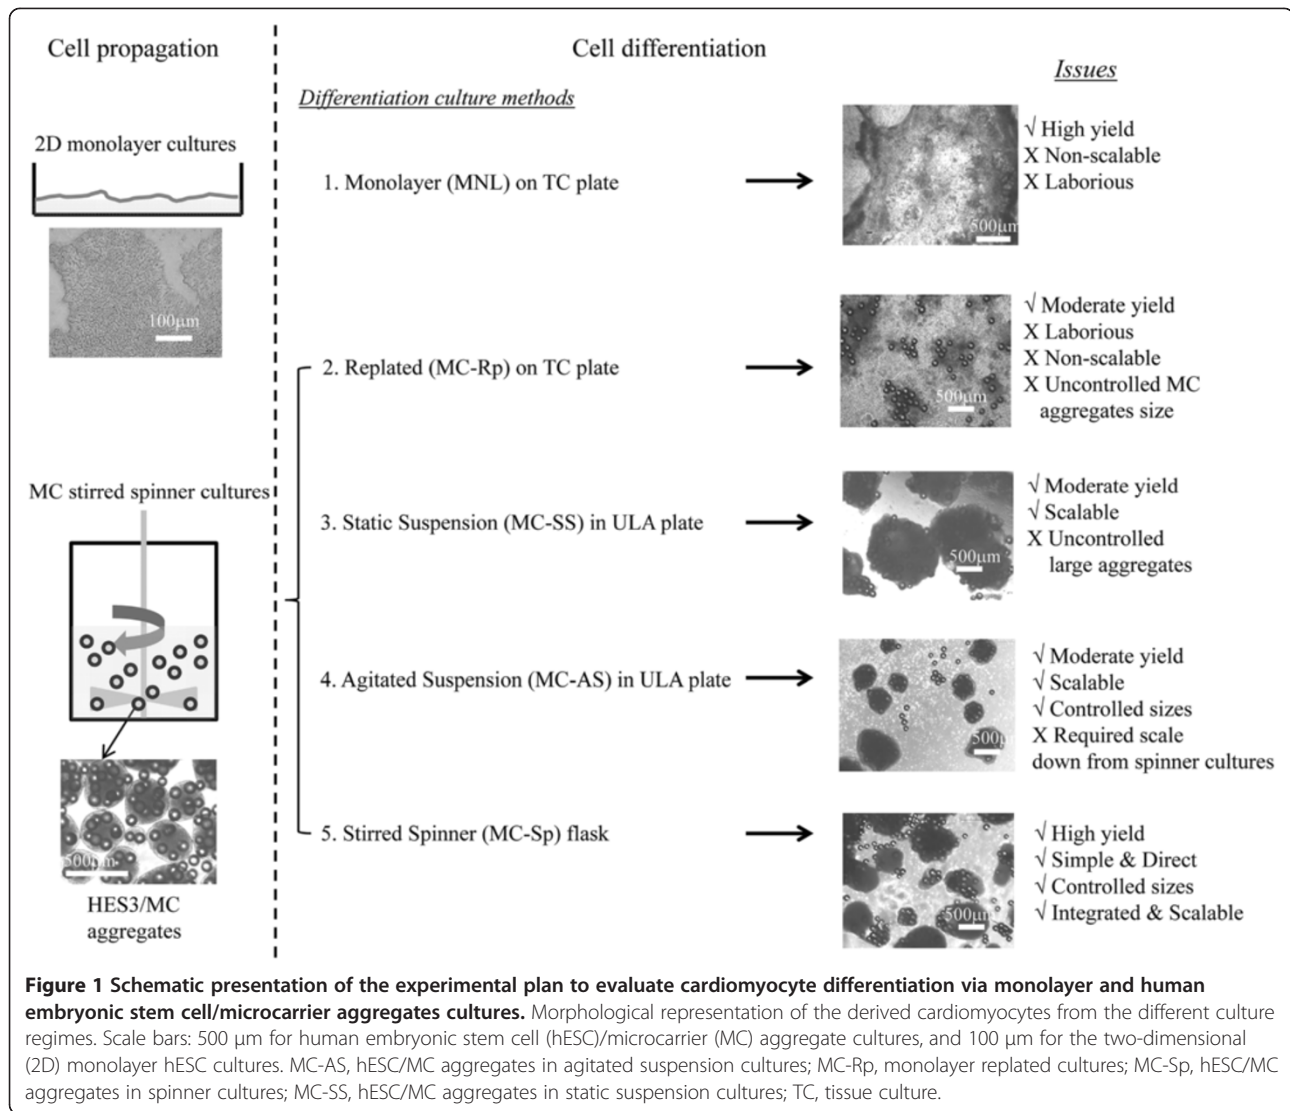 Cell propagation
Cell differentiation
Issues
Differentiation culture methods
2D monolayer cultures
100µm
MC stirred spinner cultures
500µm
HES3/MC
aggregates
1. Monolayer (MNL) on TC plate
500µm
√ High yield
X Non-scalable
X Laborious
2. Replated (MC-Rp) on TC plate
500µm
√ Moderate yield
X Laborious
X Non-scalable
X Uncontrolled MC
aggregates size
3. Static Suspension (MC-SS) in ULA plate
500µm
√ Moderate yield
√ Scalable
X Uncontrolled
large aggregates
4. Agitated Suspension (MC-AS) in ULA plate
500µ
√ Moderate yield
√ Scalable
√ Controlled sizes
X Required scale
down from spinner cultures
5. Stirred Spinner (MC-Sp) flask
500µm
√ High yield
√ Simple & Direct
√ Controlled sizes
√ Integrated & Scalable
Figure 1 Schematic presentation of the experimental plan to evaluate cardiomyocyte differentiation via monolayer and human
embryonic stem cell/microcarrier aggregates cultures. Morphological representation of the derived cardiomyocytes from the different culture
regimes. Scale bars: 500 µm for human embryonic stem cell (hESC)/microcarrier (MC) aggregate cultures, and 100 µm for the two-dimensional
(2D) monolayer hESC cultures. MC-AS, hESC/MC aggregates in agitated suspension cultures; MC-Rp, monolayer replated cultures; MC-Sp, hESC/MC
aggregates in spinner cultures; MC-SS, hESC/MC aggregates in static suspension cultures; TC, tissue culture.